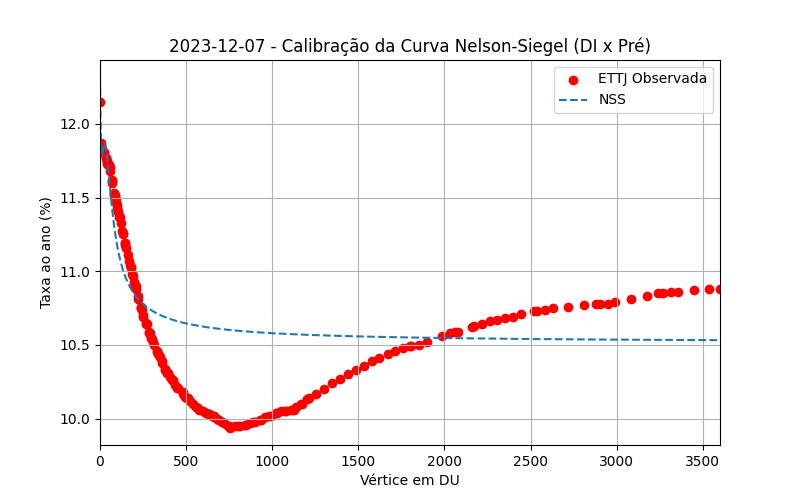 2023-12-07 - Calibração da Curva Nelson-Siegel (DI x Pré)
ETTJ Observada
NSS
Taxa ao ano (%)
12.0
11.5
11.0
10.5
10.0
0 500 1000 1500 2000 2500 3000 3500
Vértice em DU